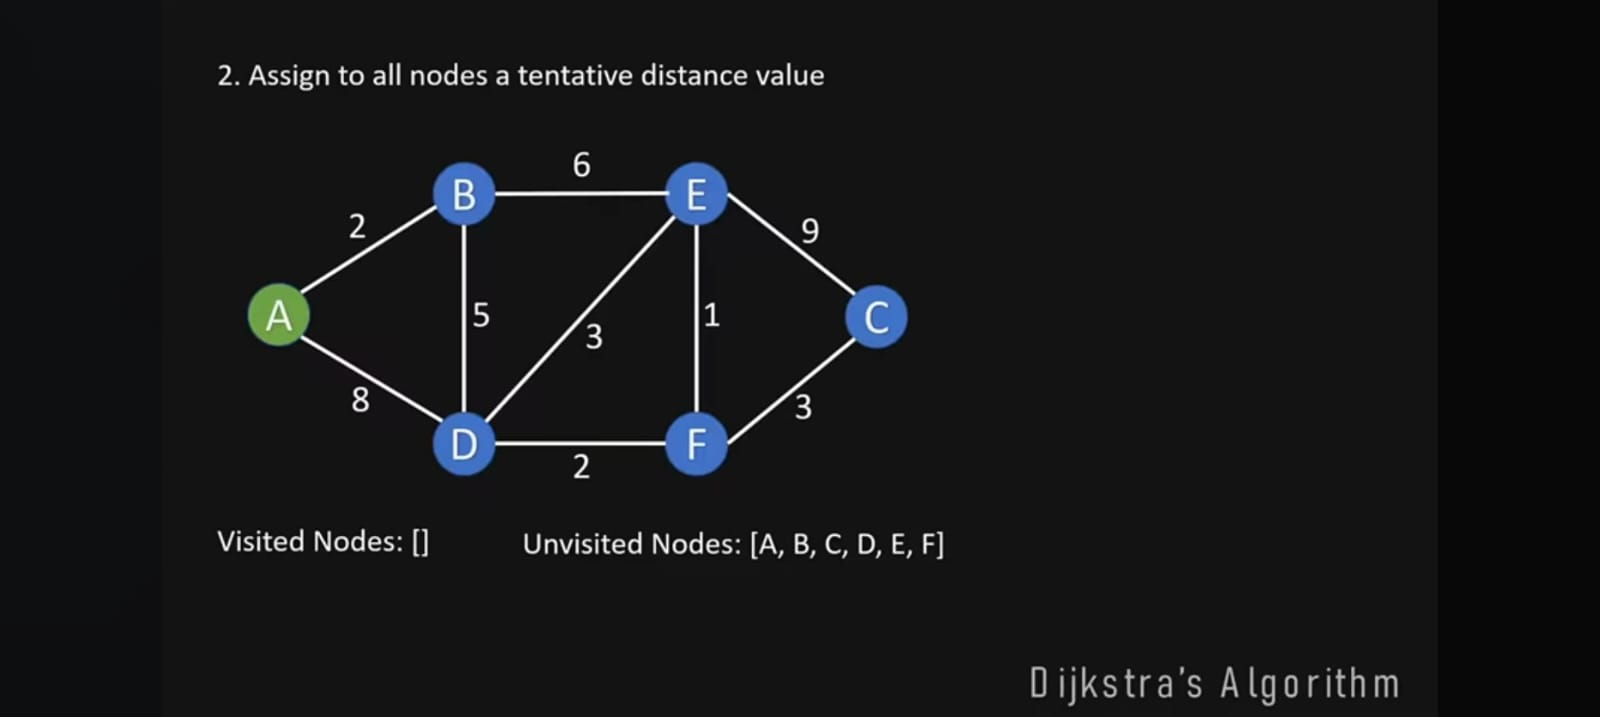 2. Assign to all nodes a tentative distance value
6
B
E
2
9
A
5
3
1
C
8
3
D
F
2
Visited Nodes: []
Unvisited Nodes: [A, B, C, D, E, F]
Dijkstra's Algorithm